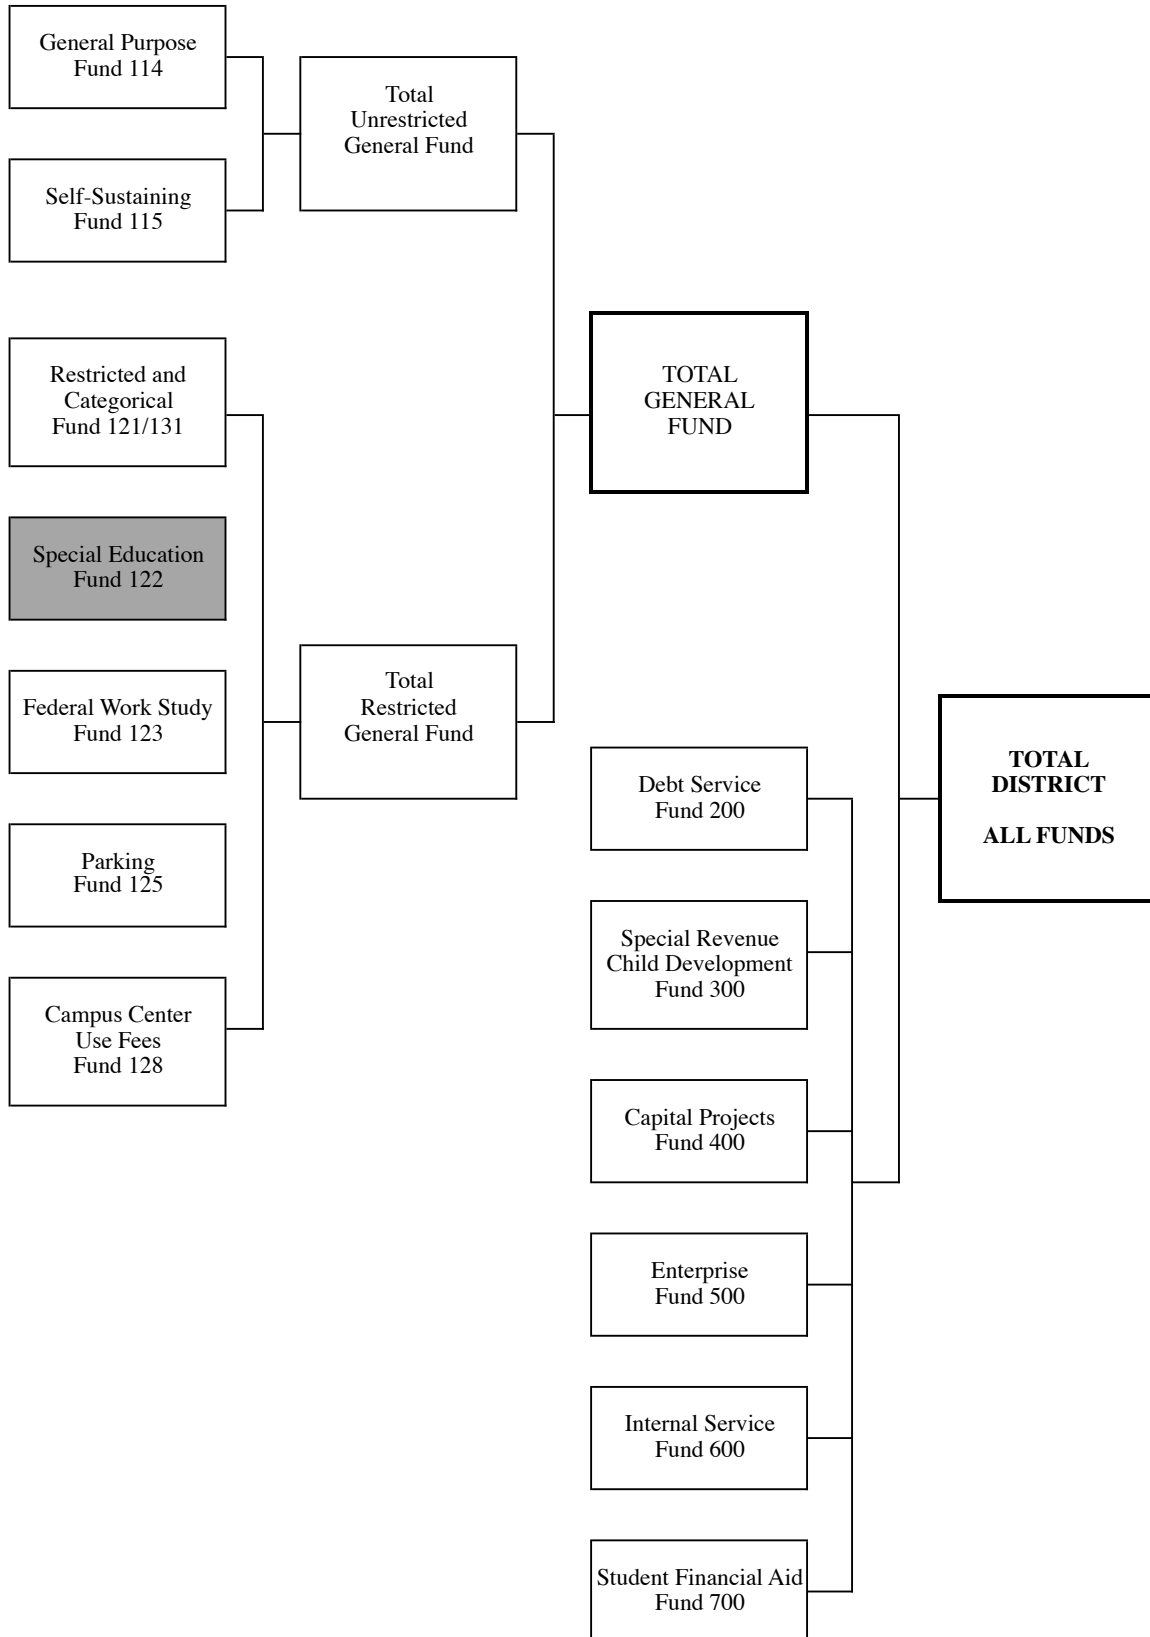 General Purpose
Fund 114
Self-Sustaining
Fund 115
Restricted and
Categorical
Fund 121/131
Special Education
Fund 122
Federal Work Study
Fund 123
Parking
Fund 125
Campus Center
Use Fees
Fund 128
Total
Unrestricted
General Fund
Total
Restricted
General Fund
TOTAL
GENERAL
FUND
Debt Service
Fund 200
Special Revenue
Child Development
Fund 300
Capital Projects
Fund 400
Enterprise
Fund 500
Internal Service
Fund 600
Student Financial Aid
Fund 700
TOTAL
DISTRICT
ALL FUNDS